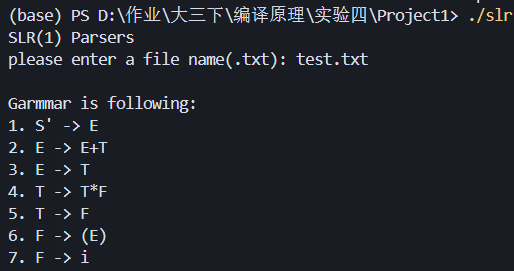 (base) PS D:\作业\大三下\编译原理\实验四\Project1> ./slr
SLR(1) Parsers
please enter a file name(.txt): test.txt
Garmmar is following:
1. S' -> E
2. E -> E+T
3. E -> T
4. T -> T*F
5. T -> F
6. F -> (E)
7. F -> i